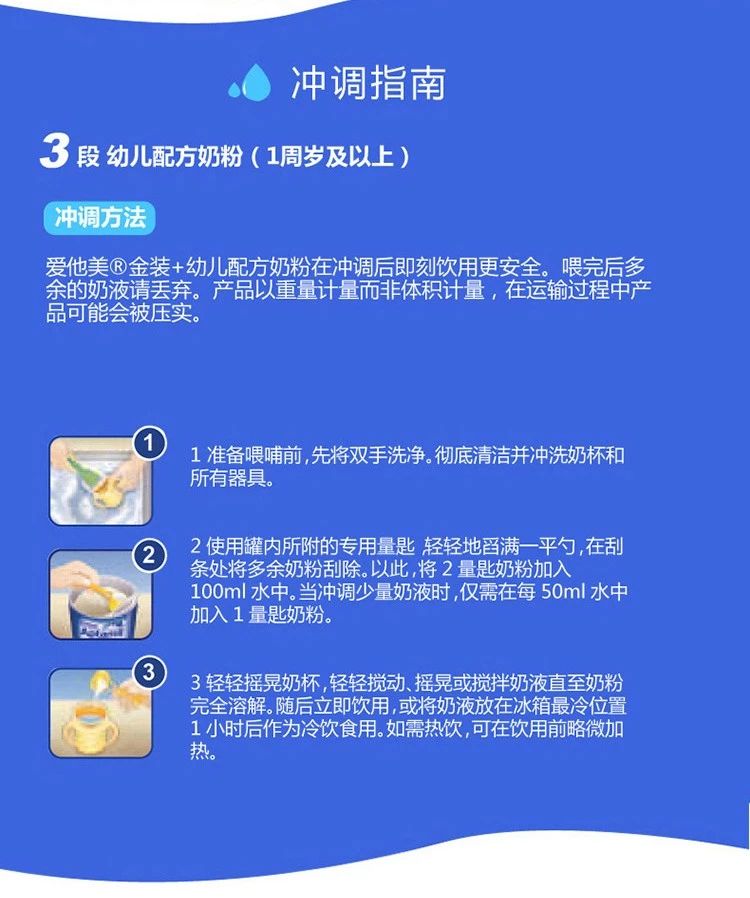 冲调指南
3段 幼儿配方奶粉（1周岁及以上）
冲调方法
爱他美®金装+幼儿配方奶粉在冲调后即刻饮用更安全。喂完后多
余的奶液请丢弃。产品以重量计量而非体积计量，在运输过程中产
品可能会被压实。
1
1 准备喂哺前,先将双手洗净。彻底清洁并冲洗奶杯和
所有器具。
2
2 使用罐内所附的专用量匙 ,轻轻地舀满一平勺,在刮
条处将多余奶粉刮除。以此,将 2 量匙奶粉加入
100ml 水中。当冲调少量奶液时,仅需在每 50ml 水中
加入 1 量匙奶粉。
3
3 轻轻摇晃奶杯,轻轻搅动、摇晃或搅拌奶液直至奶粉
完全溶解。随后立即饮用,或将奶液放在冰箱最冷位置
1 小时后作为冷饮食用。如需热饮,可在饮用前略微加
热。